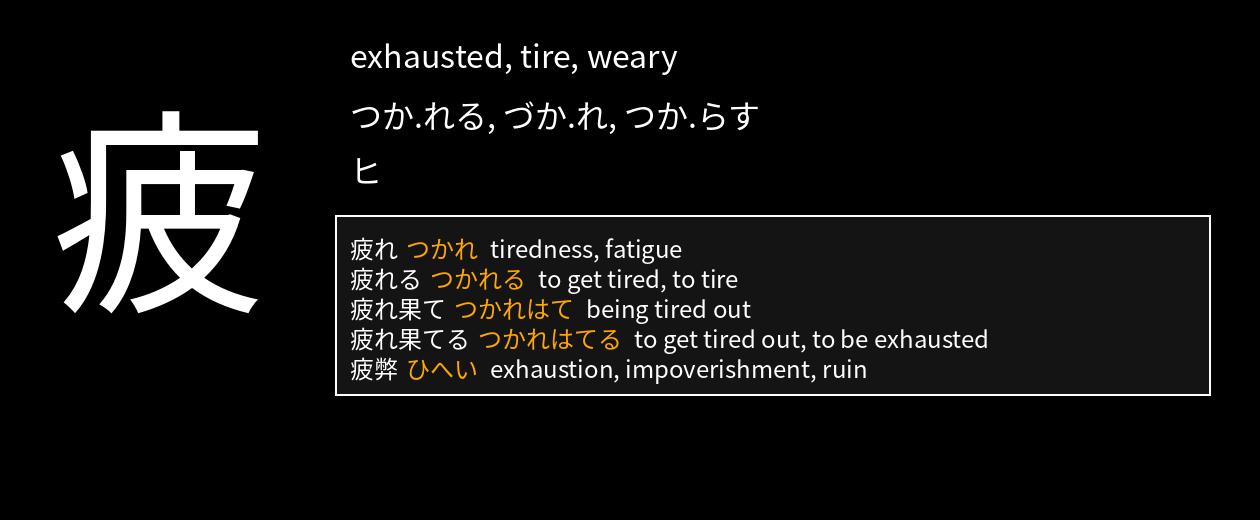 疲
exhausted, tire, weary
つか.れる, づか.れ, つか.らす
ヒ
疲れ つかれ tiredness, fatigue
疲れる つかれる to get tired, to tire
疲れ果て つかれはて being tired out
疲れ果てる つかれはてる to get tired out, to be exhausted
疲弊 ひへい exhaustion, impoverishment, ruin